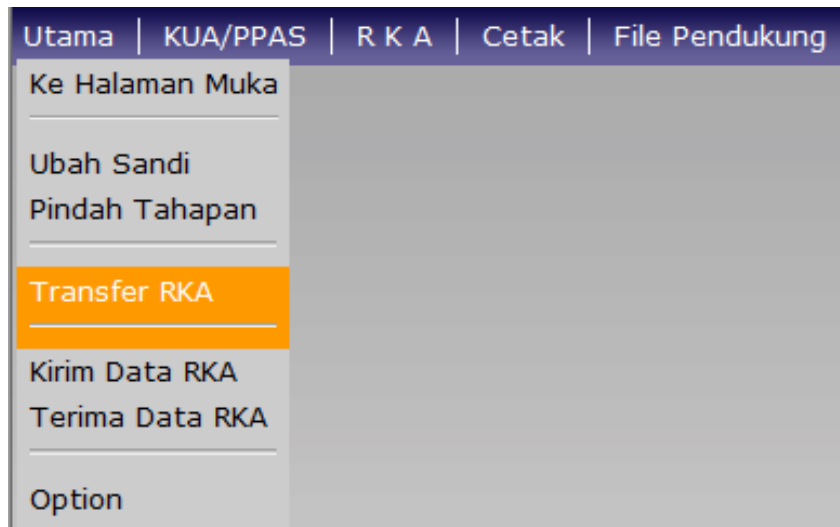 Utama | KUA/PPAS | R K A | Cetak | File Pendukung
Ke Halaman Muka
Ubah Sandi
Pindah Tahapan
Transfer RKA
Kirim Data RKA
Terima Data RKA
Option